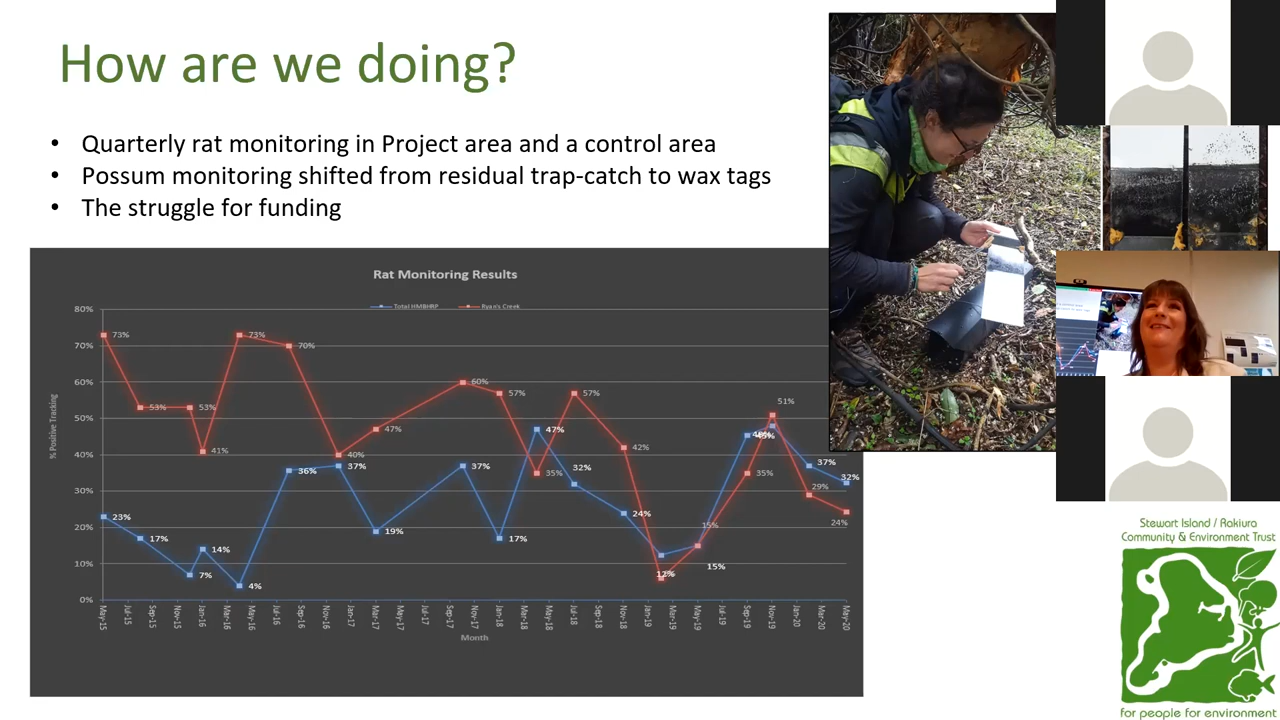 How are we doing?
• Quarterly rat monitoring in Project area and a control area
• Possum monitoring shifted from residual trap-catch to wax tags
• The struggle for funding
Rat Monitoring Results
Total HMBHRP Ryan's Creek
80%
70%
60%
50%
40%
30%
20%
10%
0%
% Positive Tracking
73%
53%
53%
41%
73%
70%
40%
47%
60%
57%
35%
57%
42%
15%
35%
51%
29%
24%
23%
17%
7%
14%
4%
36%
37%
19%
37%
17%
47%
32%
24%
12%
15%
37%
32%
May-15
Jul-15
Sep-15
Nov-15
Jan-16
Mar-16
May-16
Jul-16
Sep-16
Nov-16
Jan-17
Mar-17
May-17
Jul-17
Sep-17
Nov-17
Jan-18
Mar-18
May-18
Jul-18
Sep-18
Nov-18
Jan-19
Mar-19
May-19
Jul-19
Sep-19
Nov-19
Jan-20
Mar-20
May-20
Month
Stewart Island / Rakiura
Community & Environment Trust
for people for environment